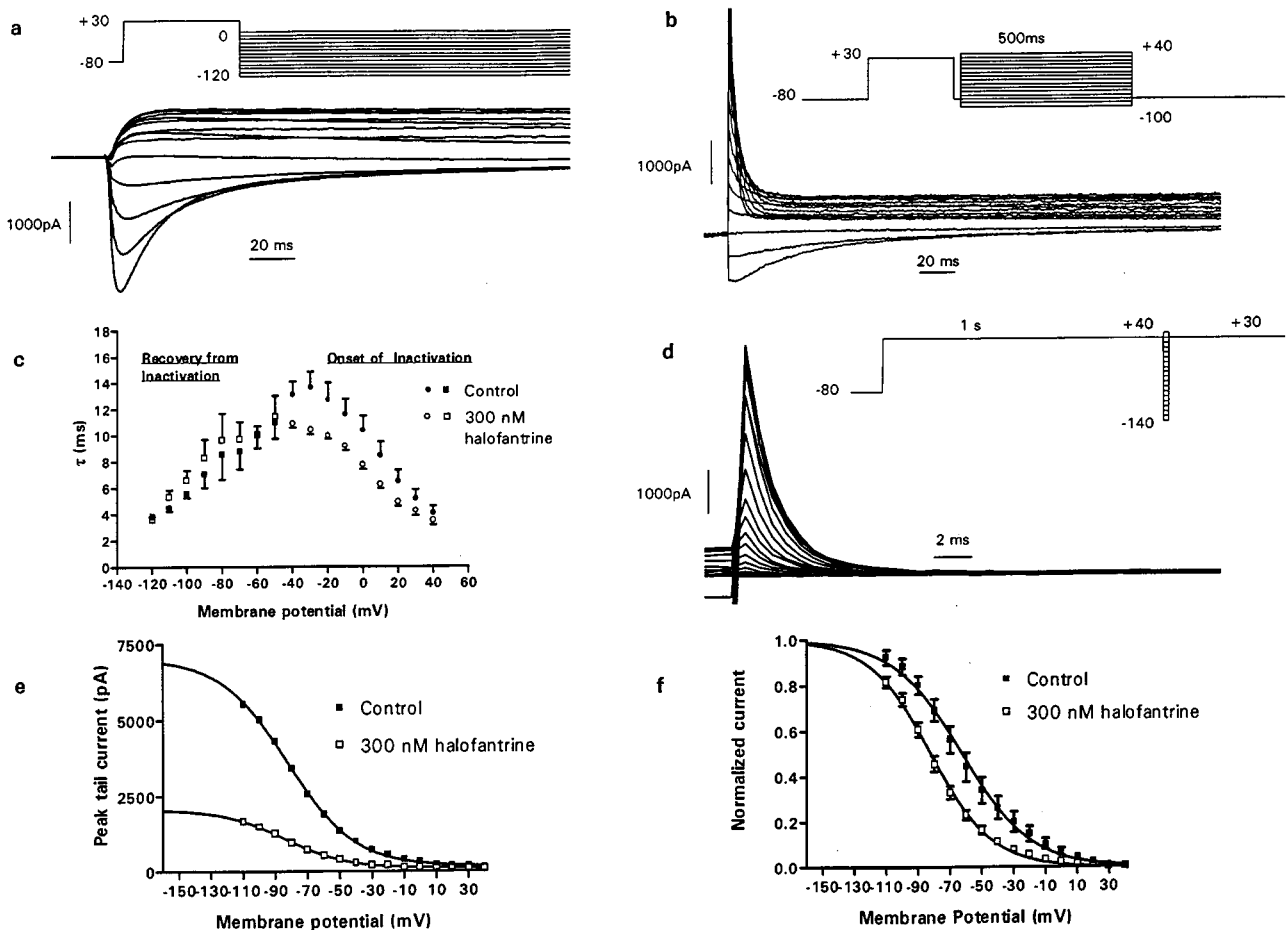 a
+30
0
-80
-120
1000pA
20 ms
b
500ms
+30
+40
-80
-100
1000pA
20 ms
c
Recovery from
Inactivation
Onset of Inactivation
Control
300 nM
halofantrine
τ (ms)
18
16
14
12
10
8
6
4
2
0
-140 -120 -100 -80 -60 -40 -20 0 20 40 60
Membrane potential (mV)
d
1 s
+40
+30
-80
-140
1000pA
2 ms
e
Peak tail current (pA)
7500
5000
2500
0
Control
300 nM halofantrine
-150 -130 -110 -90 -70 -50 -30 -10 10 30
Membrane potential (mV)
f
Normalized current
1.0
0.8
0.6
0.4
0.2
0.0
Control
300 nM halofantrine
-150 -130 -110 -90 -70 -50 -30 -10 10 30
Membrane Potential (mV)